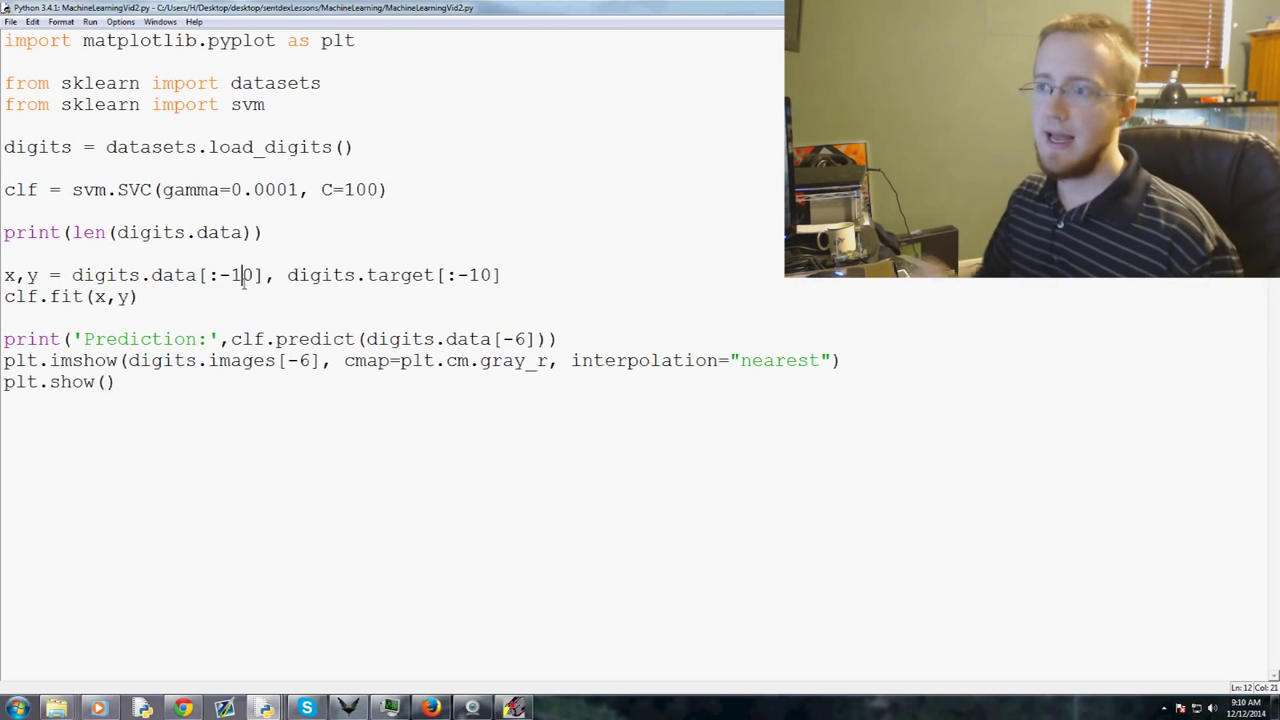 Python 3.4.1: MachineLearningVid2.py - C:/Users/H/Desktop/desktop/sentdexLessons/MachineLearning/MachineLearningVid2.py
File Edit Format Run Options Windows Help
import matplotlib.pyplot as plt
from sklearn import datasets
from sklearn import svm
digits = datasets.load_digits()
clf = svm.SVC(gamma=0.0001, C=100)
print(len(digits.data))
x,y = digits.data[:-10], digits.target[:-10]
clf.fit(x,y)
print('Prediction:',clf.predict(digits.data[-6]))
plt.imshow(digits.images[-6], cmap=plt.cm.gray_r, interpolation="nearest")
plt.show()
Ln: 12 Col: 21
9:10 AM
12/12/2014